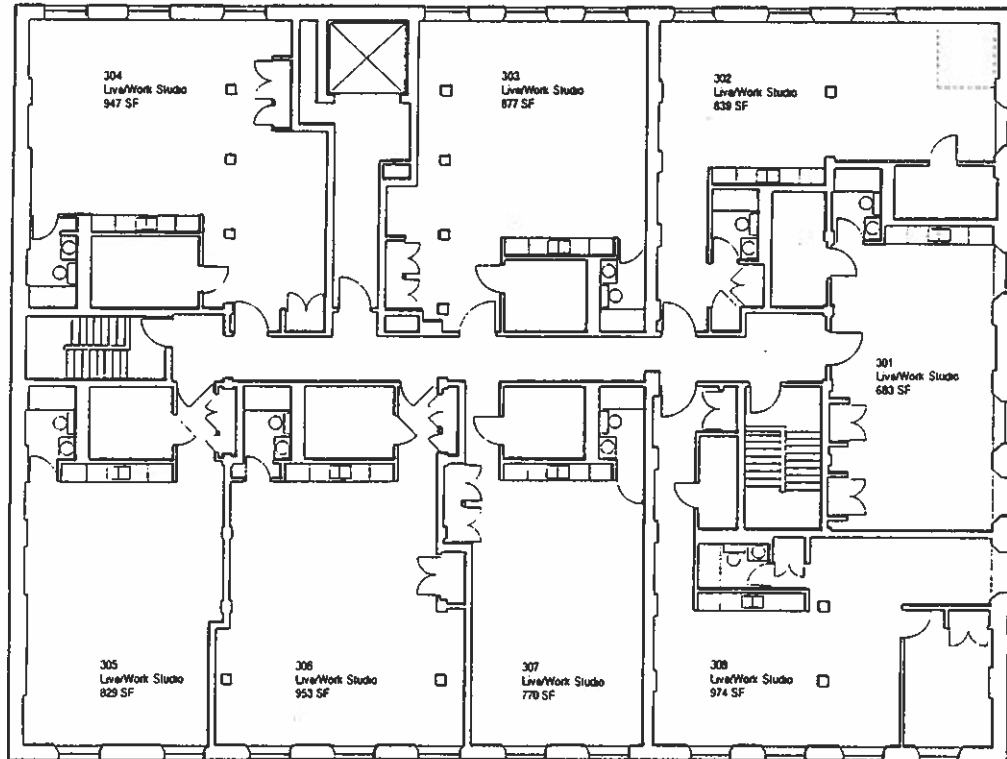 304
Live/Work Studio
947 SF
303
Live/Work Studio
877 SF
302
Live/Work Studio
839 SF
301
Live/Work Studio
683 SF
305
Live/Work Studio
829 SF
306
Live/Work Studio
953 SF
307
Live/Work Studio
770 SF
308
Live/Work Studio
974 SF